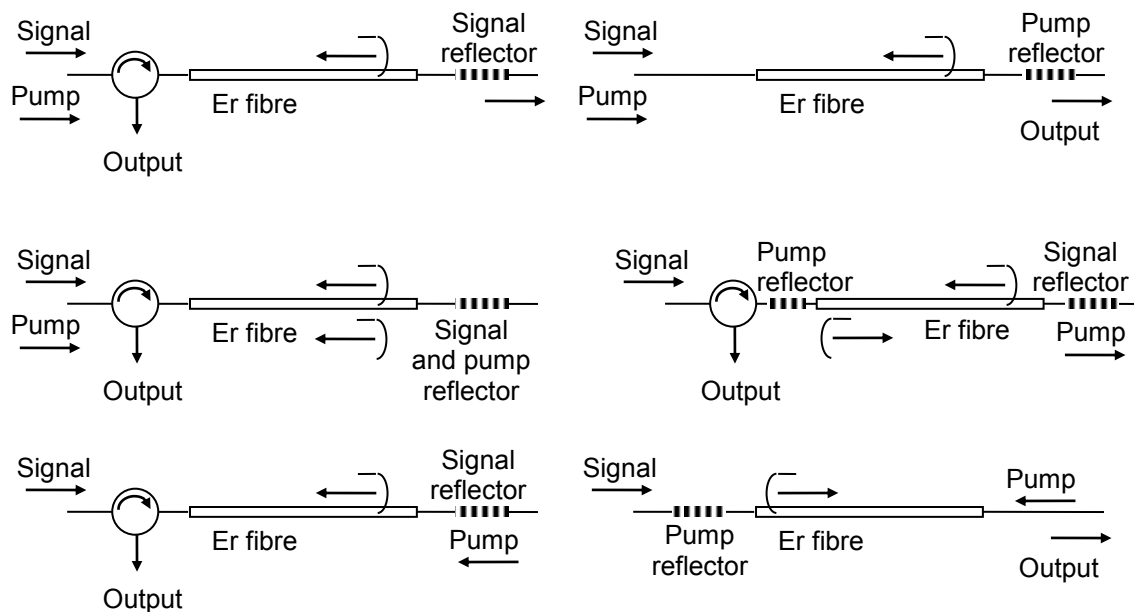 Signal
Pump
Output
Er fibre
Signal
reflector
Signal
Pump
Er fibre
Pump
reflector
Output
Signal
Pump
Output
Er fibre
Signal
and pump
reflector
Signal
Pump
reflector
Output
Er fibre
Signal
reflector
Pump
Signal
Output
Er fibre
Signal
reflector
Pump
Signal
Pump
reflector
Er fibre
Pump
Output